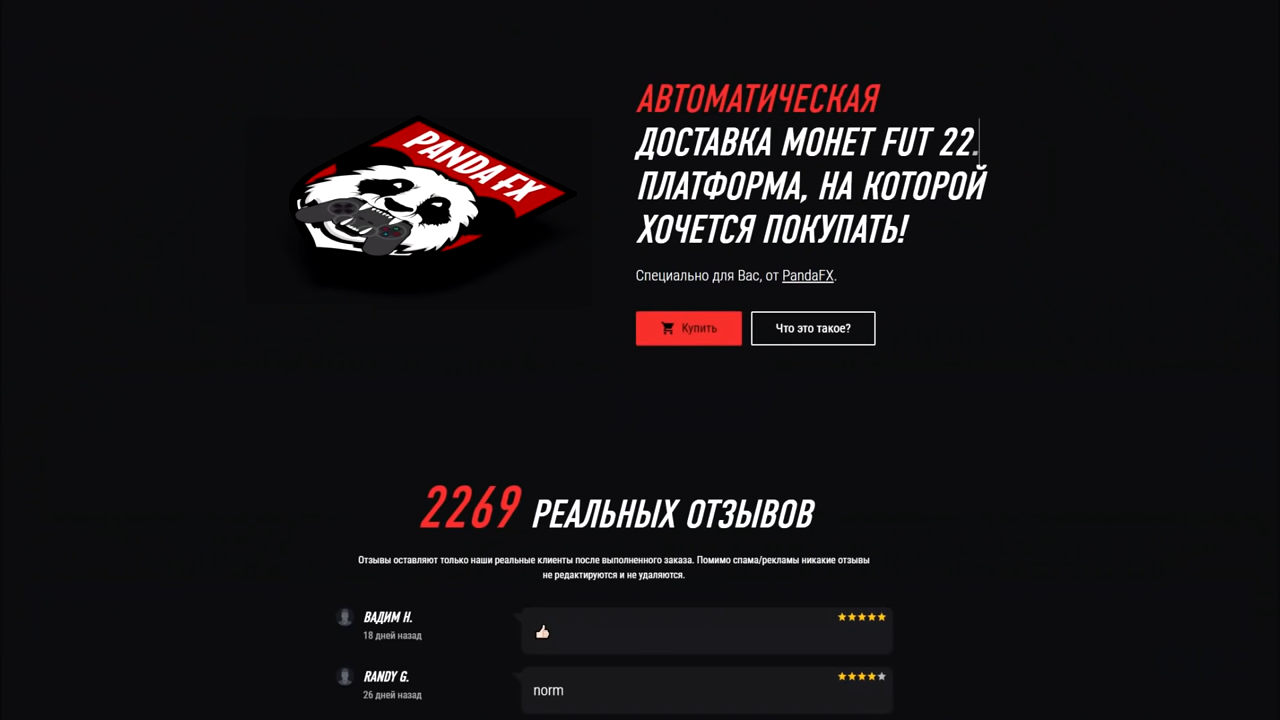 PANDA FX
АВТОМАТИЧЕСКАЯ
ДОСТАВКА МОНЕТ FUT 22.
ПЛАТФОРМА, НА КОТОРОЙ
ХОЧЕТСЯ ПОКУПАТЬ!
Специально для Вас, от PandaFX.
Купить
Что это такое?
2269 РЕАЛЬНЫХ ОТЗЫВОВ
Отзывы оставляют только наши реальные клиенты после выполненного заказа. Помимо спама/рекламы никакие отзывы
не редактируются и не удаляются.
ВАДИМ Н.
18 дней назад
RANDY G.
26 дней назад
norm